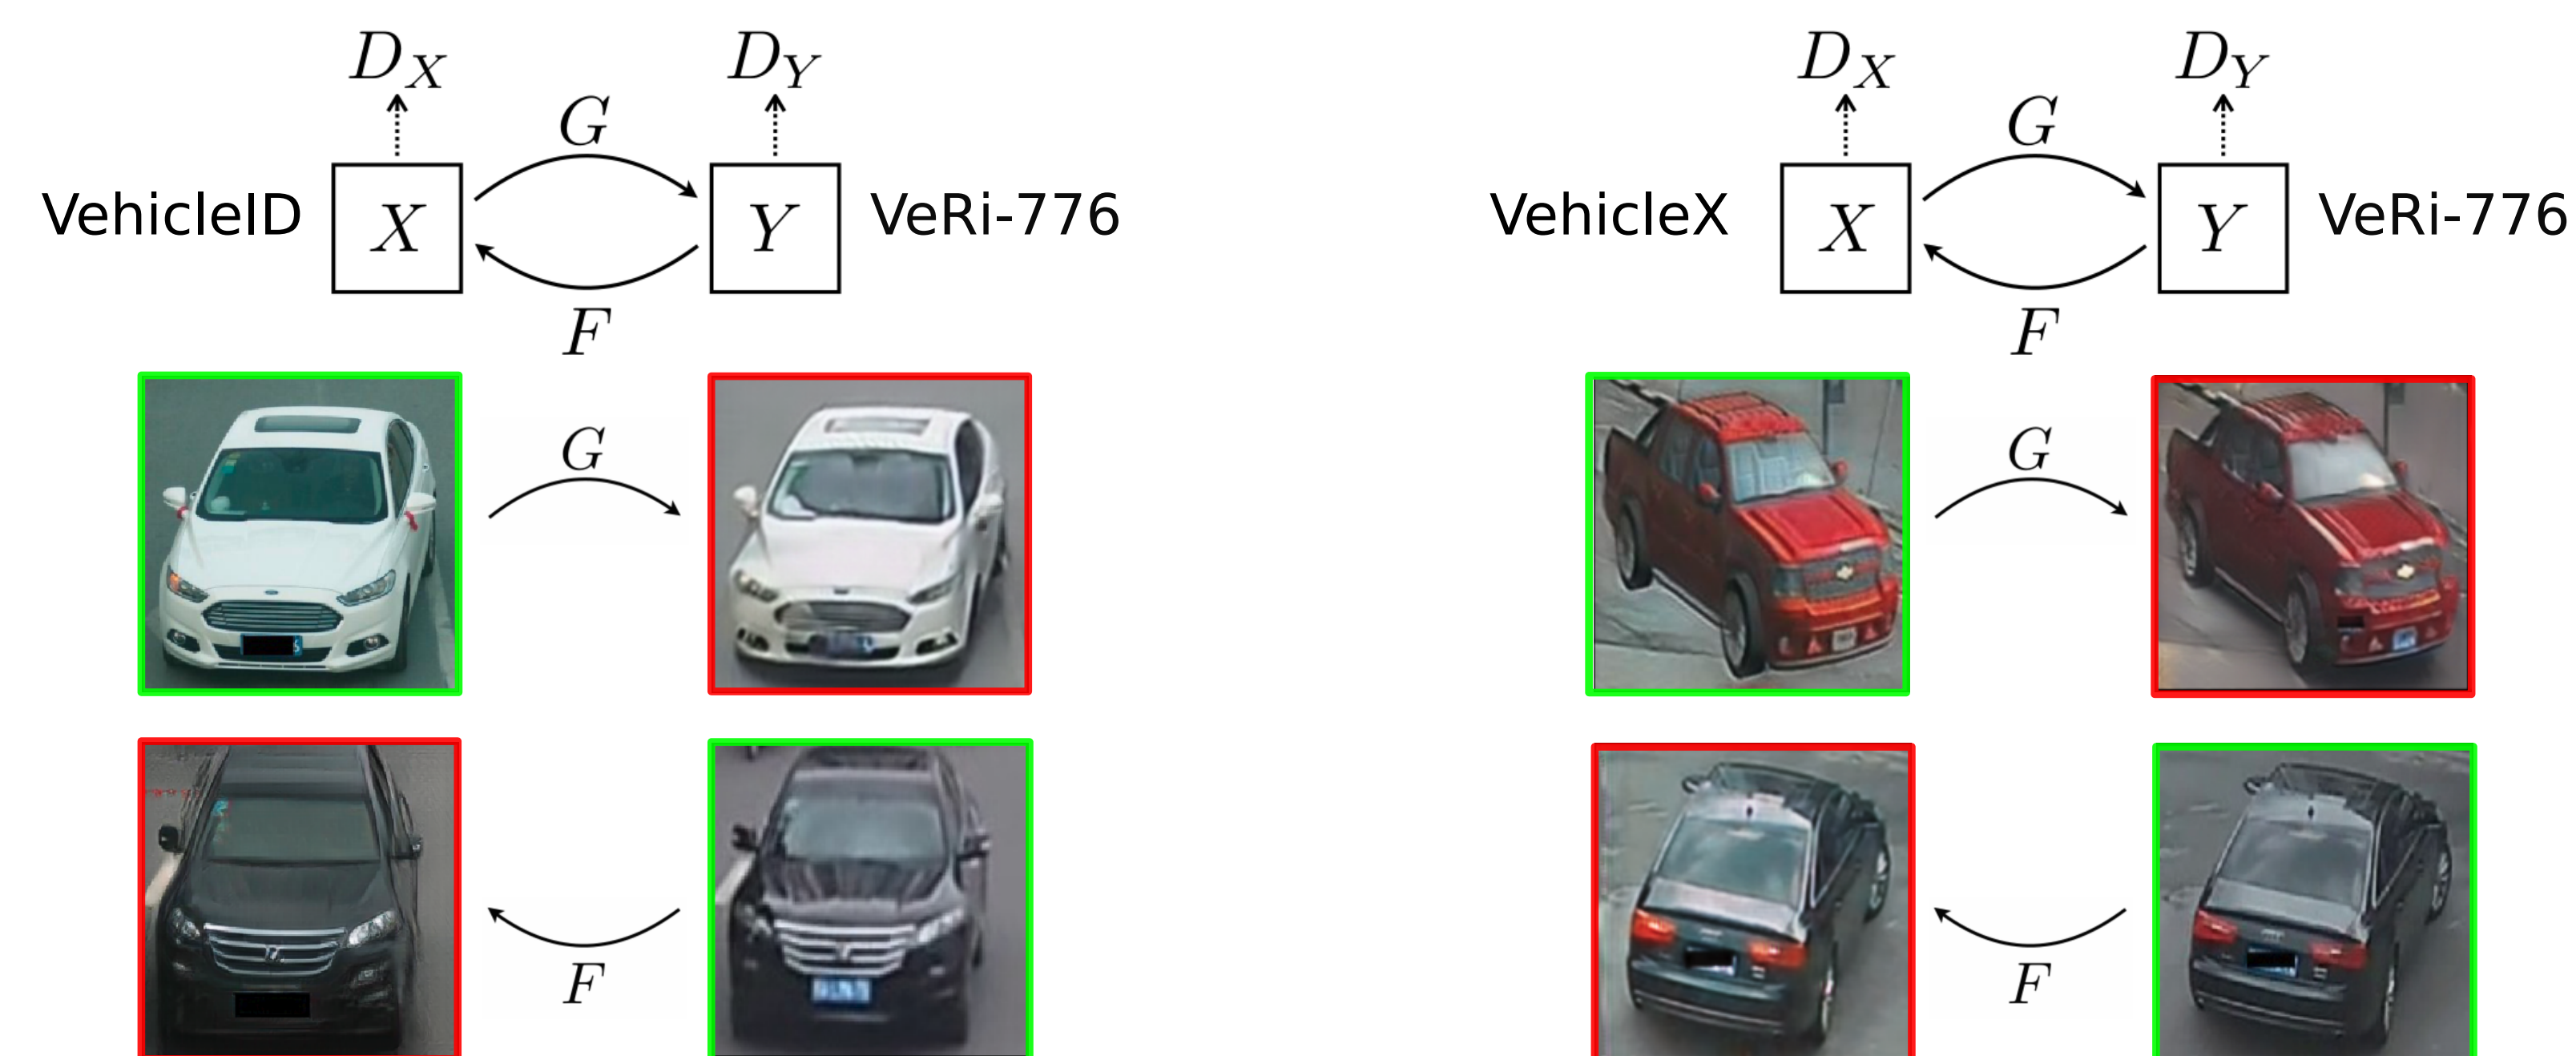 D_X D_Y
G
VehicleID X Y VeRi-776
F
G
F
D_X D_Y
G
VehicleX X Y VeRi-776
F
G
F